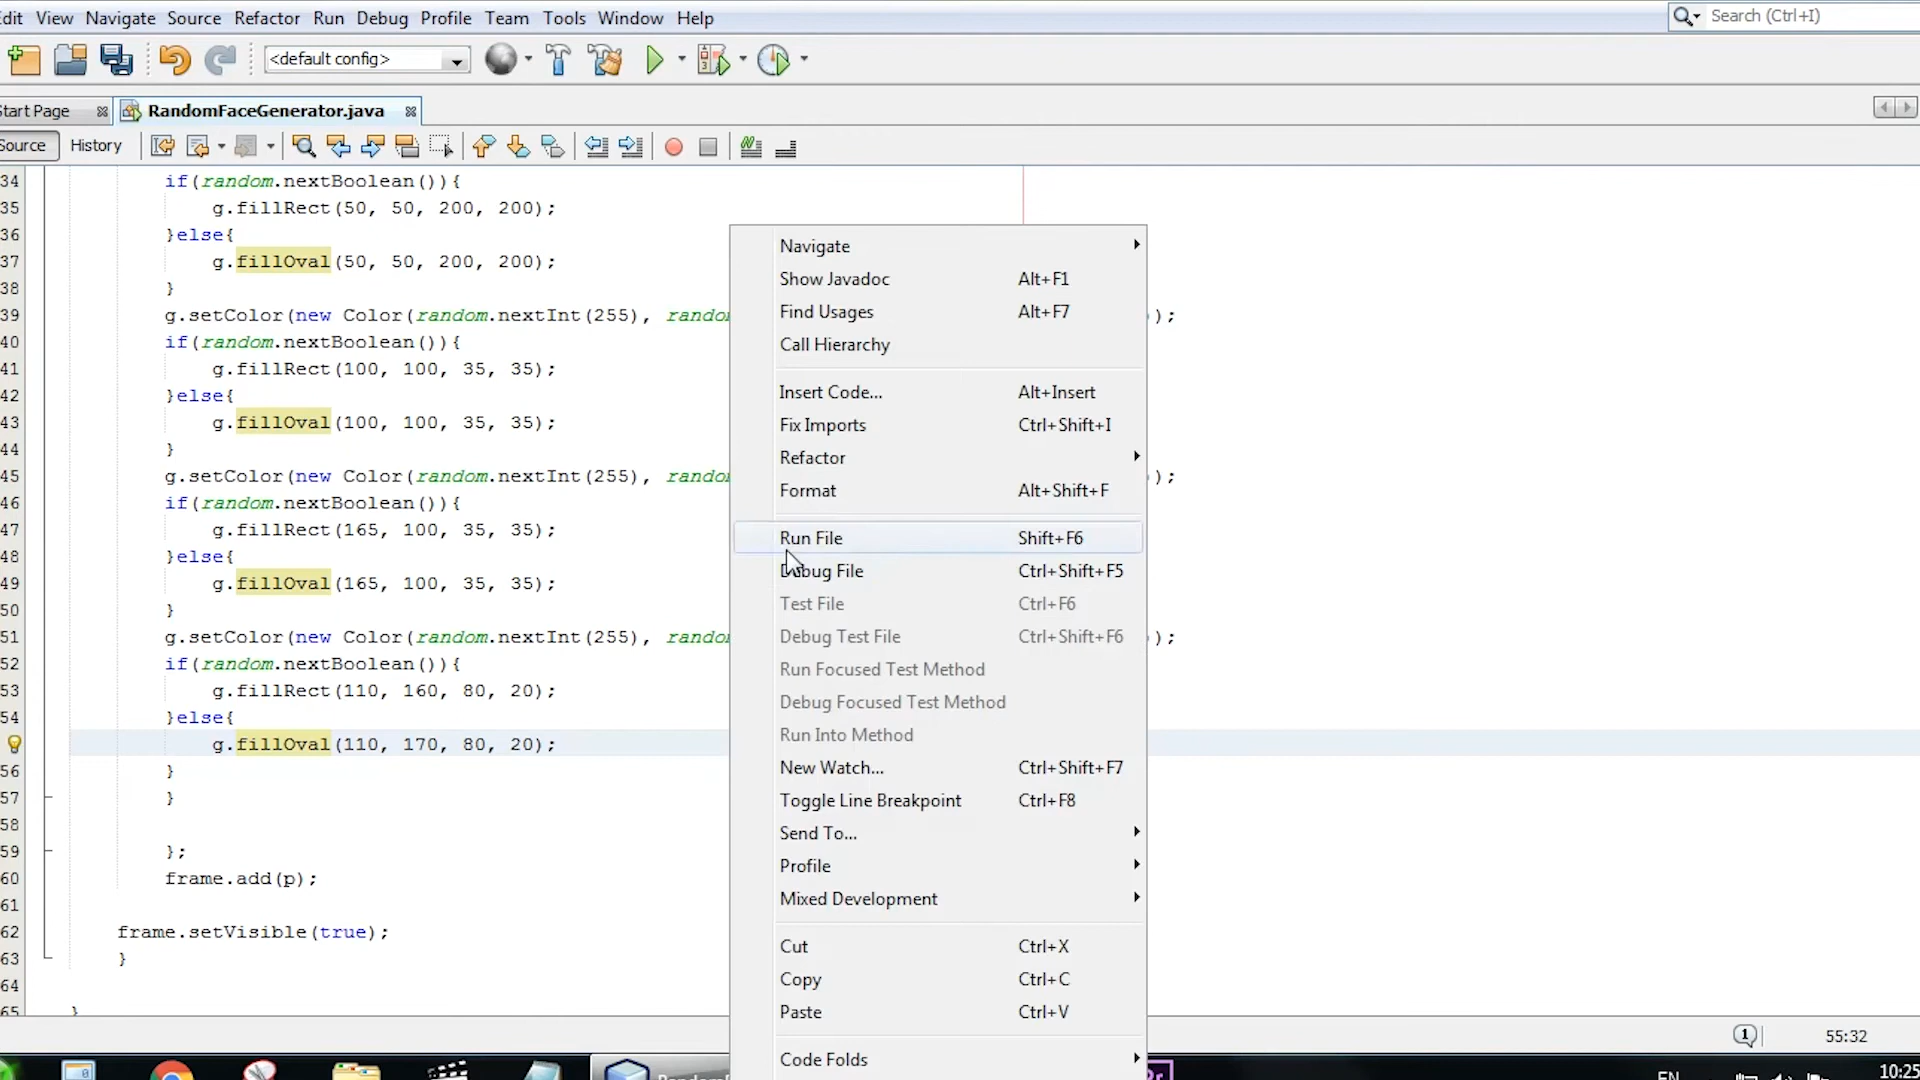 View Navigate Source Refactor Run Debug Profile Team Tools Window Help
Search (Ctrl+I)
<default config>
RandomFaceGenerator.java
History
34 if(random.nextBoolean()){
35 g.fillRect(50, 50, 200, 200);
36 }else{
37 g.fillOval(50, 50, 200, 200);
38 }
39 g.setColor(new Color(random.nextInt(255), );
40 if(random.nextBoolean()){
41 g.fillRect(100, 100, 35, 35);
42 }else{
43 g.fillOval(100, 100, 35, 35);
44 }
45 g.setColor(new Color(random.nextInt(255), );
46 if(random.nextBoolean()){
47 g.fillRect(165, 100, 35, 35);
48 }else{
49 g.fillOval(165, 100, 35, 35);
50 }
51 g.setColor(new Color(random.nextInt(255), );
52 if(random.nextBoolean()){
53 g.fillRect(110, 160, 80, 20);
54 }else{
g.fillOval(110, 170, 80, 20);
56 }
57 }
58
59 };
60 frame.add(p);
61
62 frame.setVisible(true);
63 }
64
65 }
Navigate
Show Javadoc Alt+F1
Find Usages Alt+F7
Call Hierarchy
Insert Code... Alt+Insert
Fix Imports Ctrl+Shift+I
Refactor
Format Alt+Shift+F
Run File Shift+F6
Debug File Ctrl+Shift+F5
Test File Ctrl+F6
Debug Test File Ctrl+Shift+F6
Run Focused Test Method
Debug Focused Test Method
Run Into Method
New Watch... Ctrl+Shift+F7
Toggle Line Breakpoint Ctrl+F8
Send To...
Profile
Mixed Development
Cut Ctrl+X
Copy Ctrl+C
Paste Ctrl+V
Code Folds
1
55:32
EN
10:25